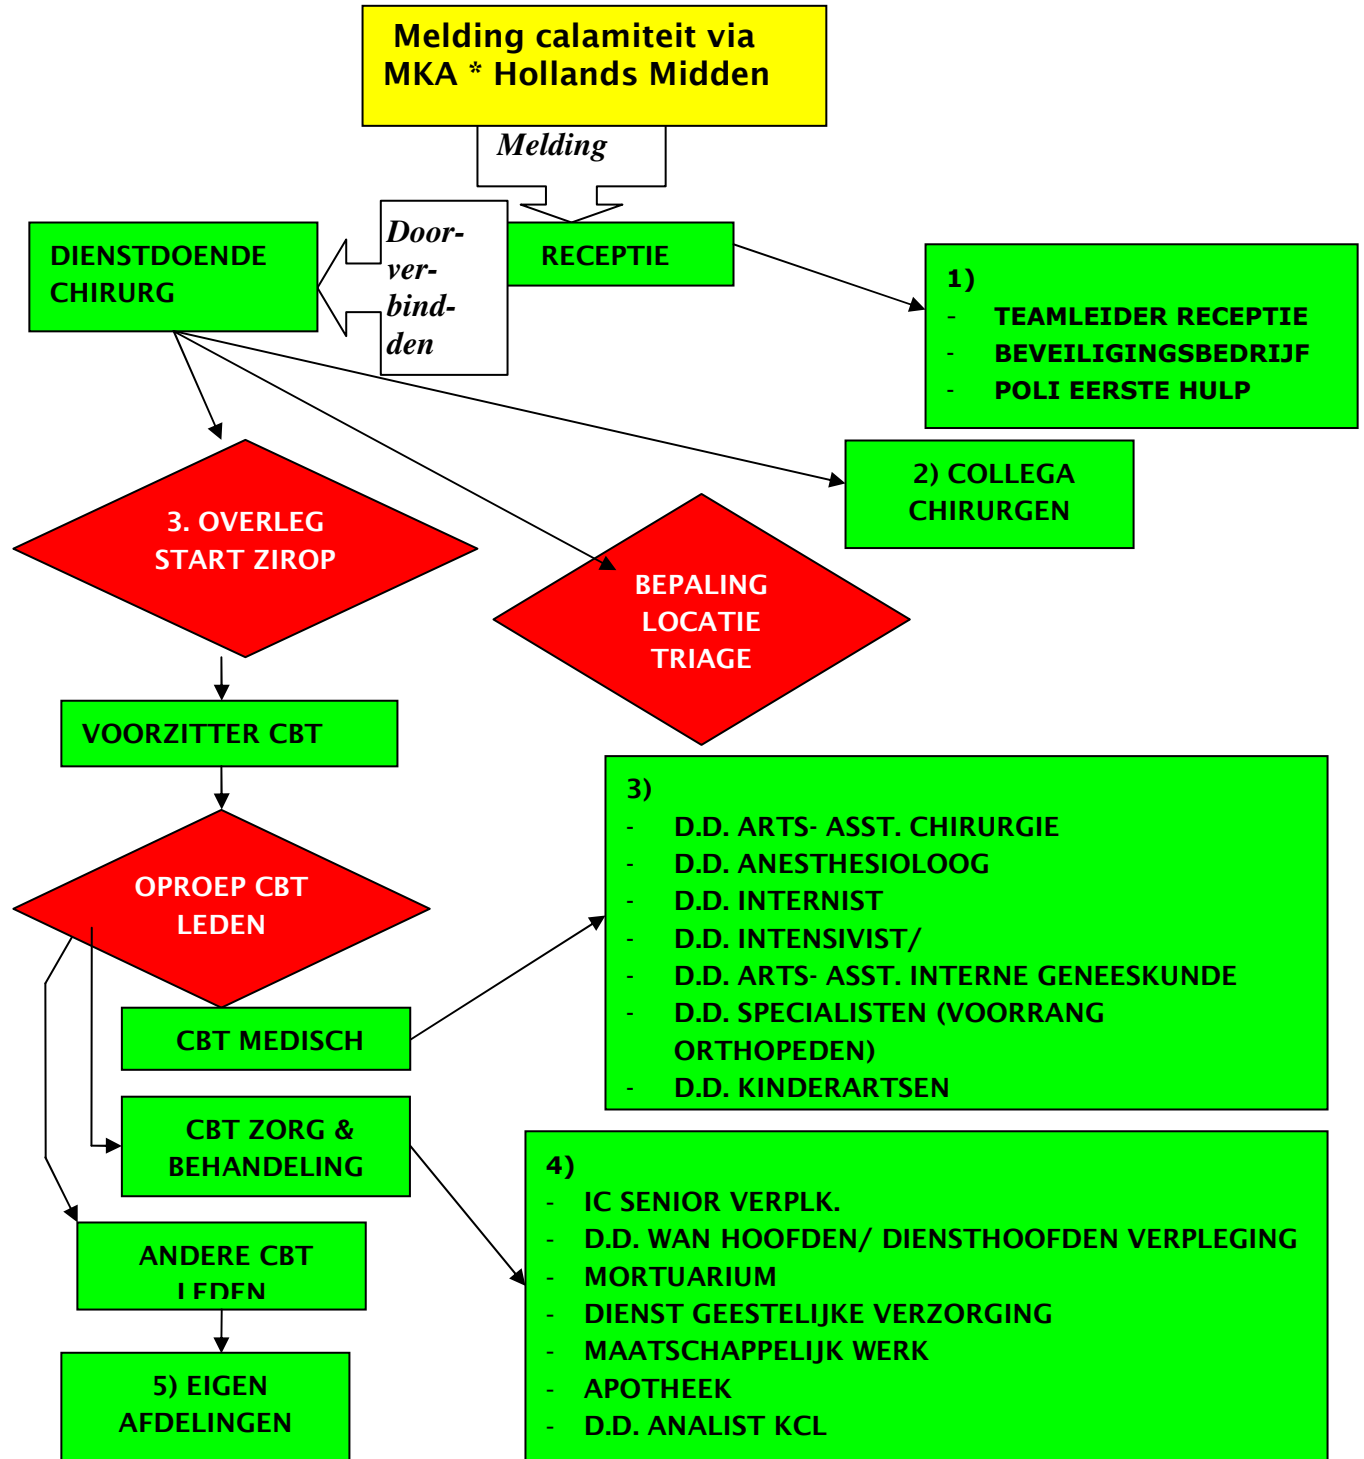 Melding calamiteit via
MKA * Hollands Midden
Melding
Door-
ver-
bind-
den
RECEPTIE
DIENSTDOENDE
CHIRURG
1)
- TEAMLEIDER RECEPTIE
- BEVEILIGINGSBEDRIJF
- POLI EERSTE HULP
2) COLLEGA
CHIRURGEN
3. OVERLEG
START ZIROP
BEPALING
LOCATIE
TRIAGE
VOORZITTER CBT
OPROEP CBT
LEDEN
3)
- D.D. ARTS- ASST. CHIRURGIE
- D.D. ANESTHESIOLOOG
- D.D. INTERNIST
- D.D. INTENSIVIST/
- D.D. ARTS- ASST. INTERNE GENEESKUNDE
- D.D. SPECIALISTEN (VOORRANG
ORTHOPEDEN)
- D.D. KINDERARTSEN
CBT MEDISCH
CBT ZORG &
BEHANDELING
4)
- IC SENIOR VERPLK.
- D.D. WAN HOOFDEN/ DIENSTHOOFDEN VERPLEGING
- MORTUARIUM
- DIENST GEESTELIJKE VERZORGING
- MAATSCHAPPELIJK WERK
- APOTHEEK
- D.D. ANALIST KCL
ANDERE CBT
LEDEN
5) EIGEN
AFDELINGEN